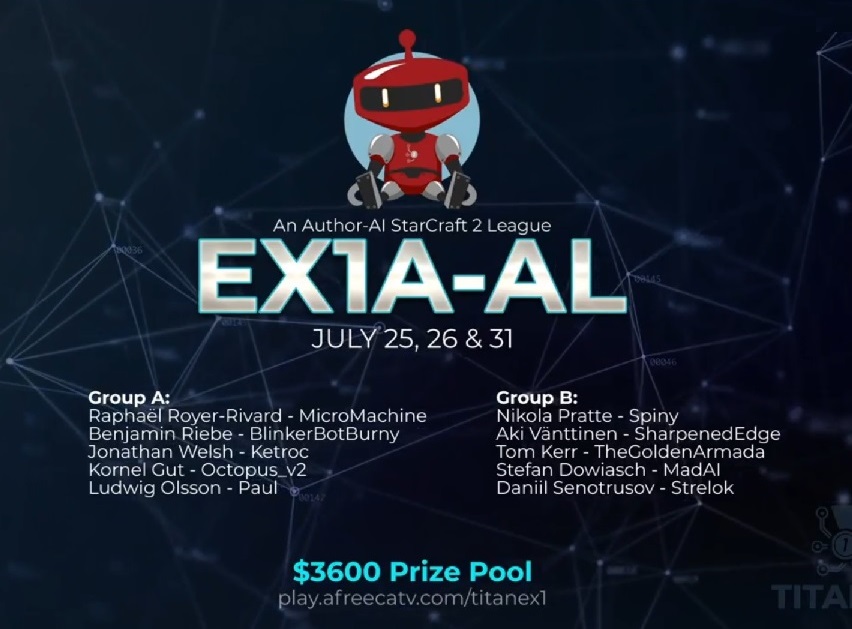 An Author-AI StarCraft 2 League
EX1A-AL
JULY 25, 26 & 31
Group A:
Raphaël Royer-Rivard - MicroMachine
Benjamin Riebe - BlinkerBotBurny
Jonathan Welsh - Ketroc
Kornel Gut - Octopus_v2
Ludwig Olsson - Paul
Group B:
Nikola Pratte - Spiny
Aki Vänttinen - SharpenedEdge
Tom Kerr - TheGoldenArmada
Stefan Dowiasch - MadAI
Daniil Senotrusov - Strelok
$3600 Prize Pool
play.afreecatv.com/titanex1
TITAN